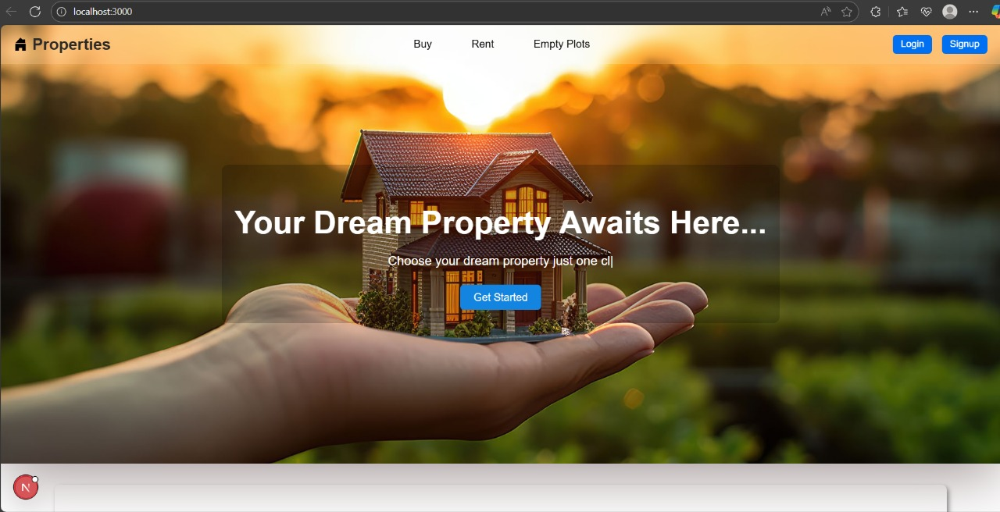 localhost:3000
Properties
Buy
Rent
Empty Plots
Login
Signup
Your Dream Property Awaits Here...
Choose your dream property just one cl|
Get Started
N